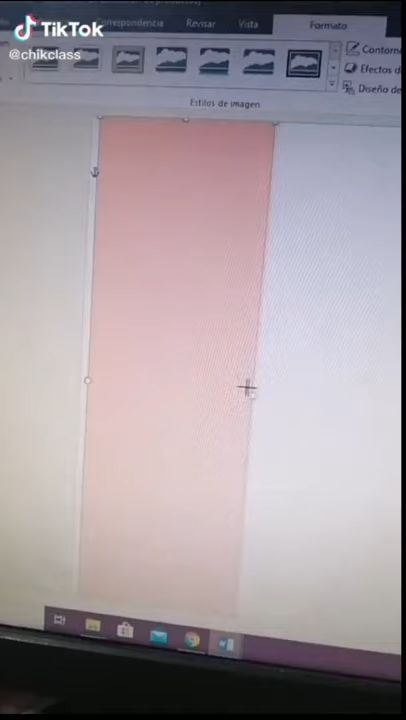 TikTok
@chikclass
Correspondencia Revisar Vista Formato
Contorno
Efectos d
Diseño de
Estilos de imagen